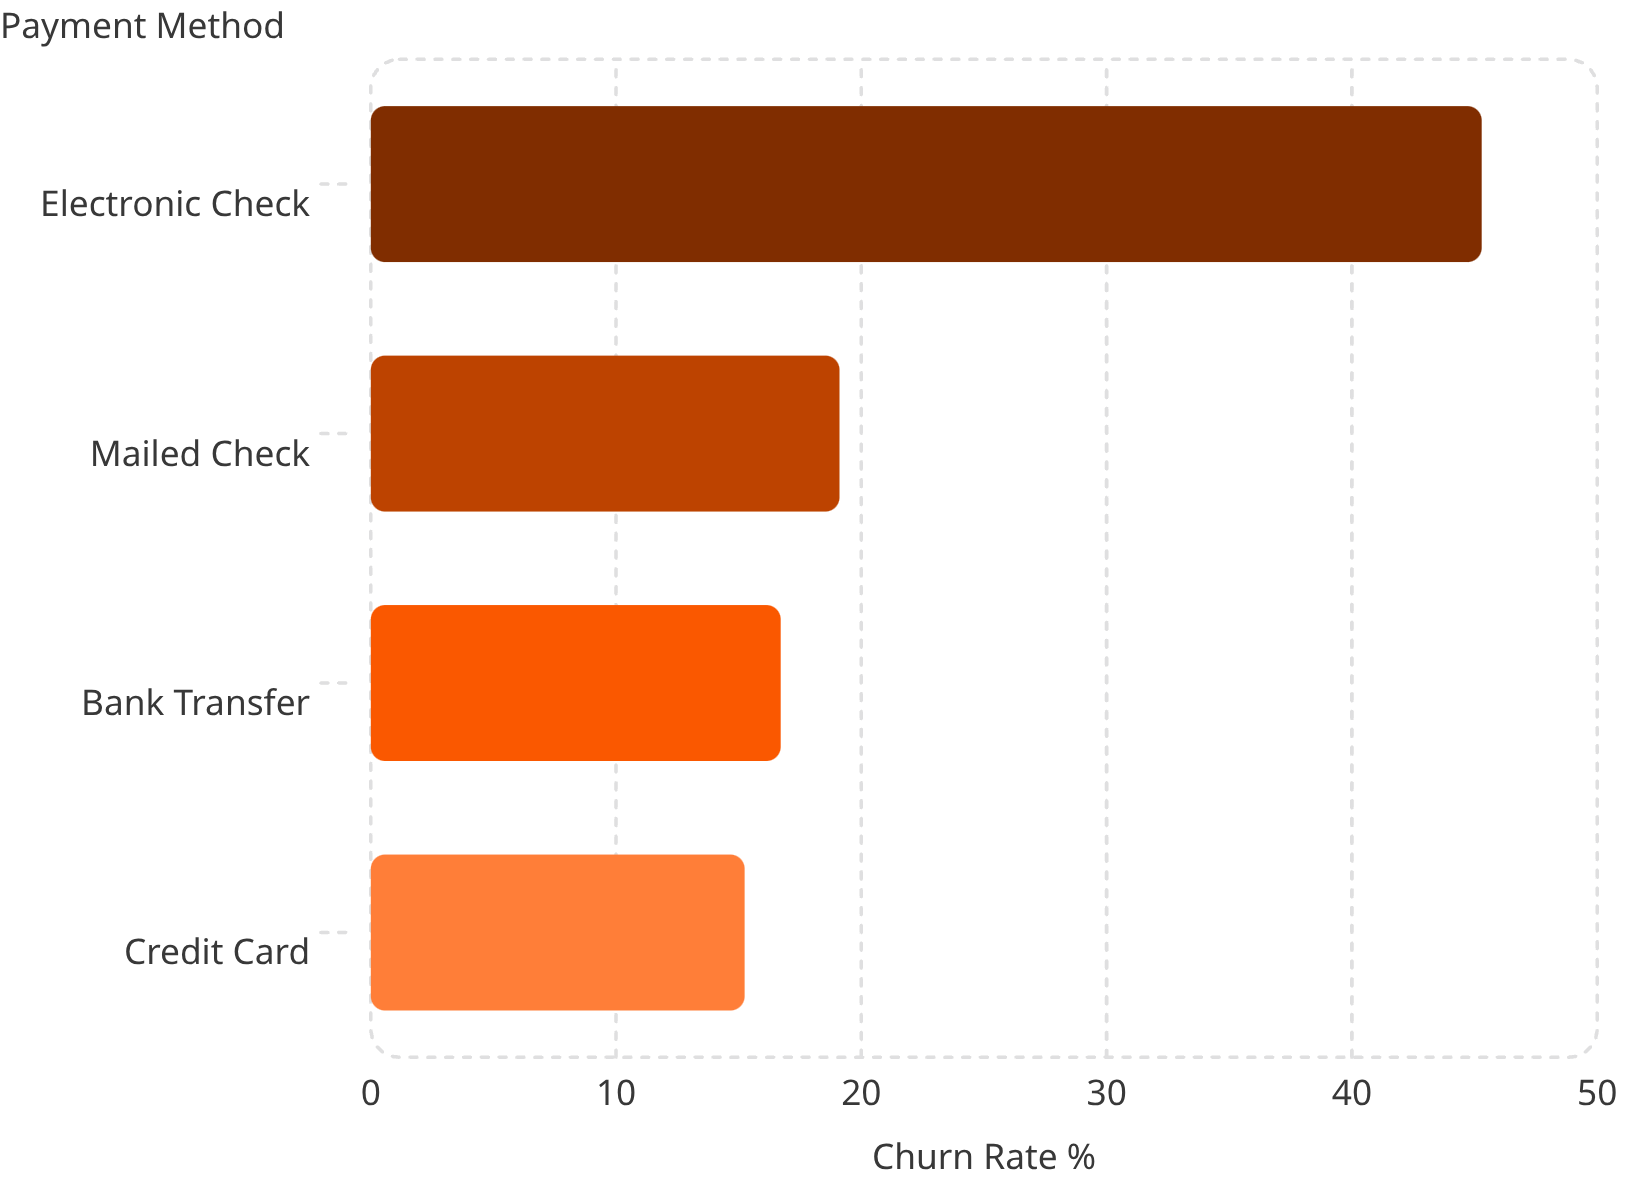 Payment Method
Electronic Check
Mailed Check
Bank Transfer
Credit Card
0 10 20 30 40 50
Churn Rate %